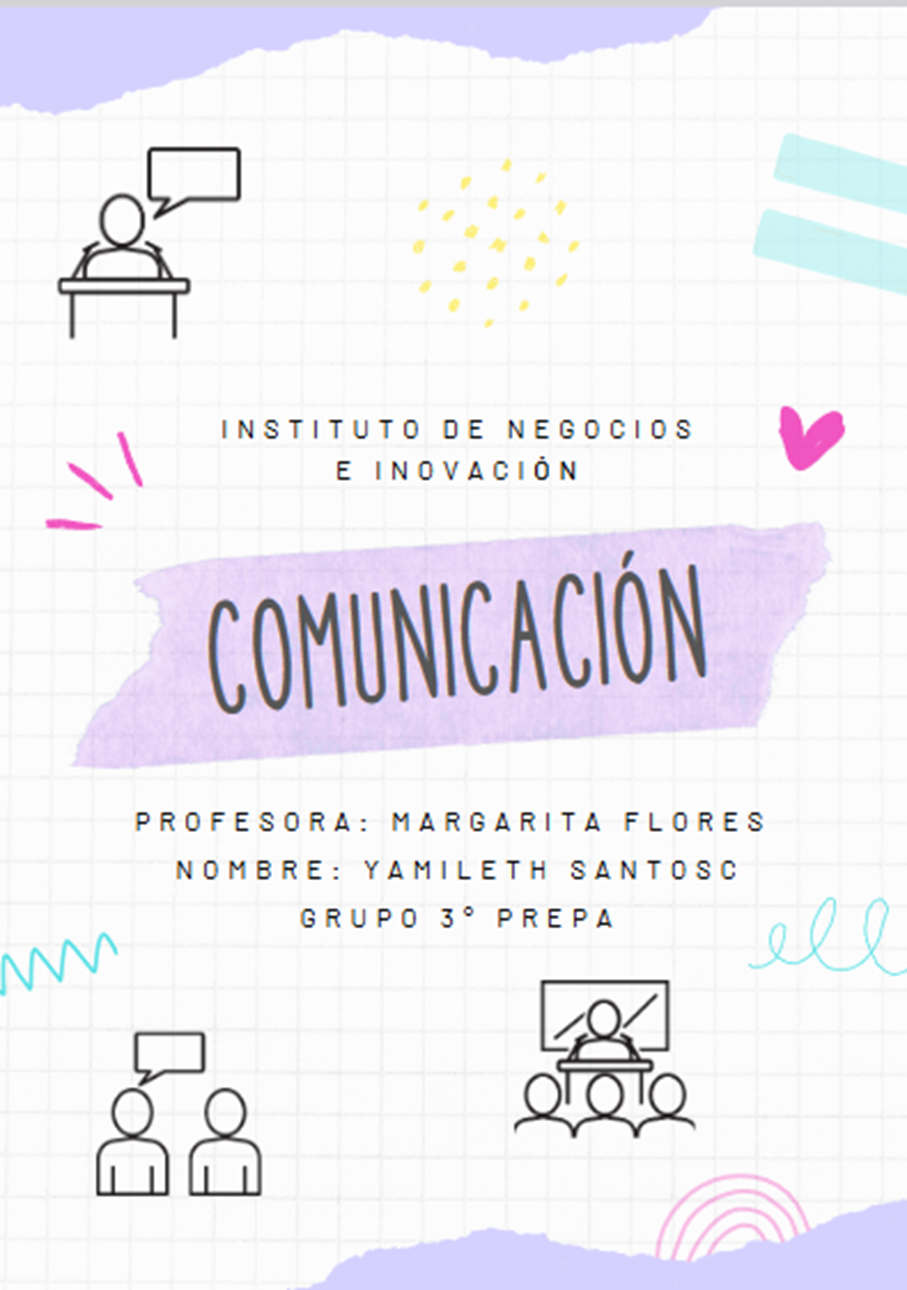 INSTITUTO DE NEGOCIOS
E INOVACIÓN
COMUNICACIÓN
PROFESORA: MARGARITA FLORES
NOMBRE: YAMILETH SANTOSC
GRUPO 3° PREPA